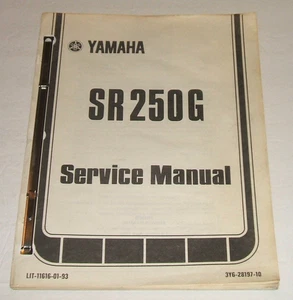 YAMAHA
SR250G
Service Manual
LIT-11616-01-93
3Y6-28197-10